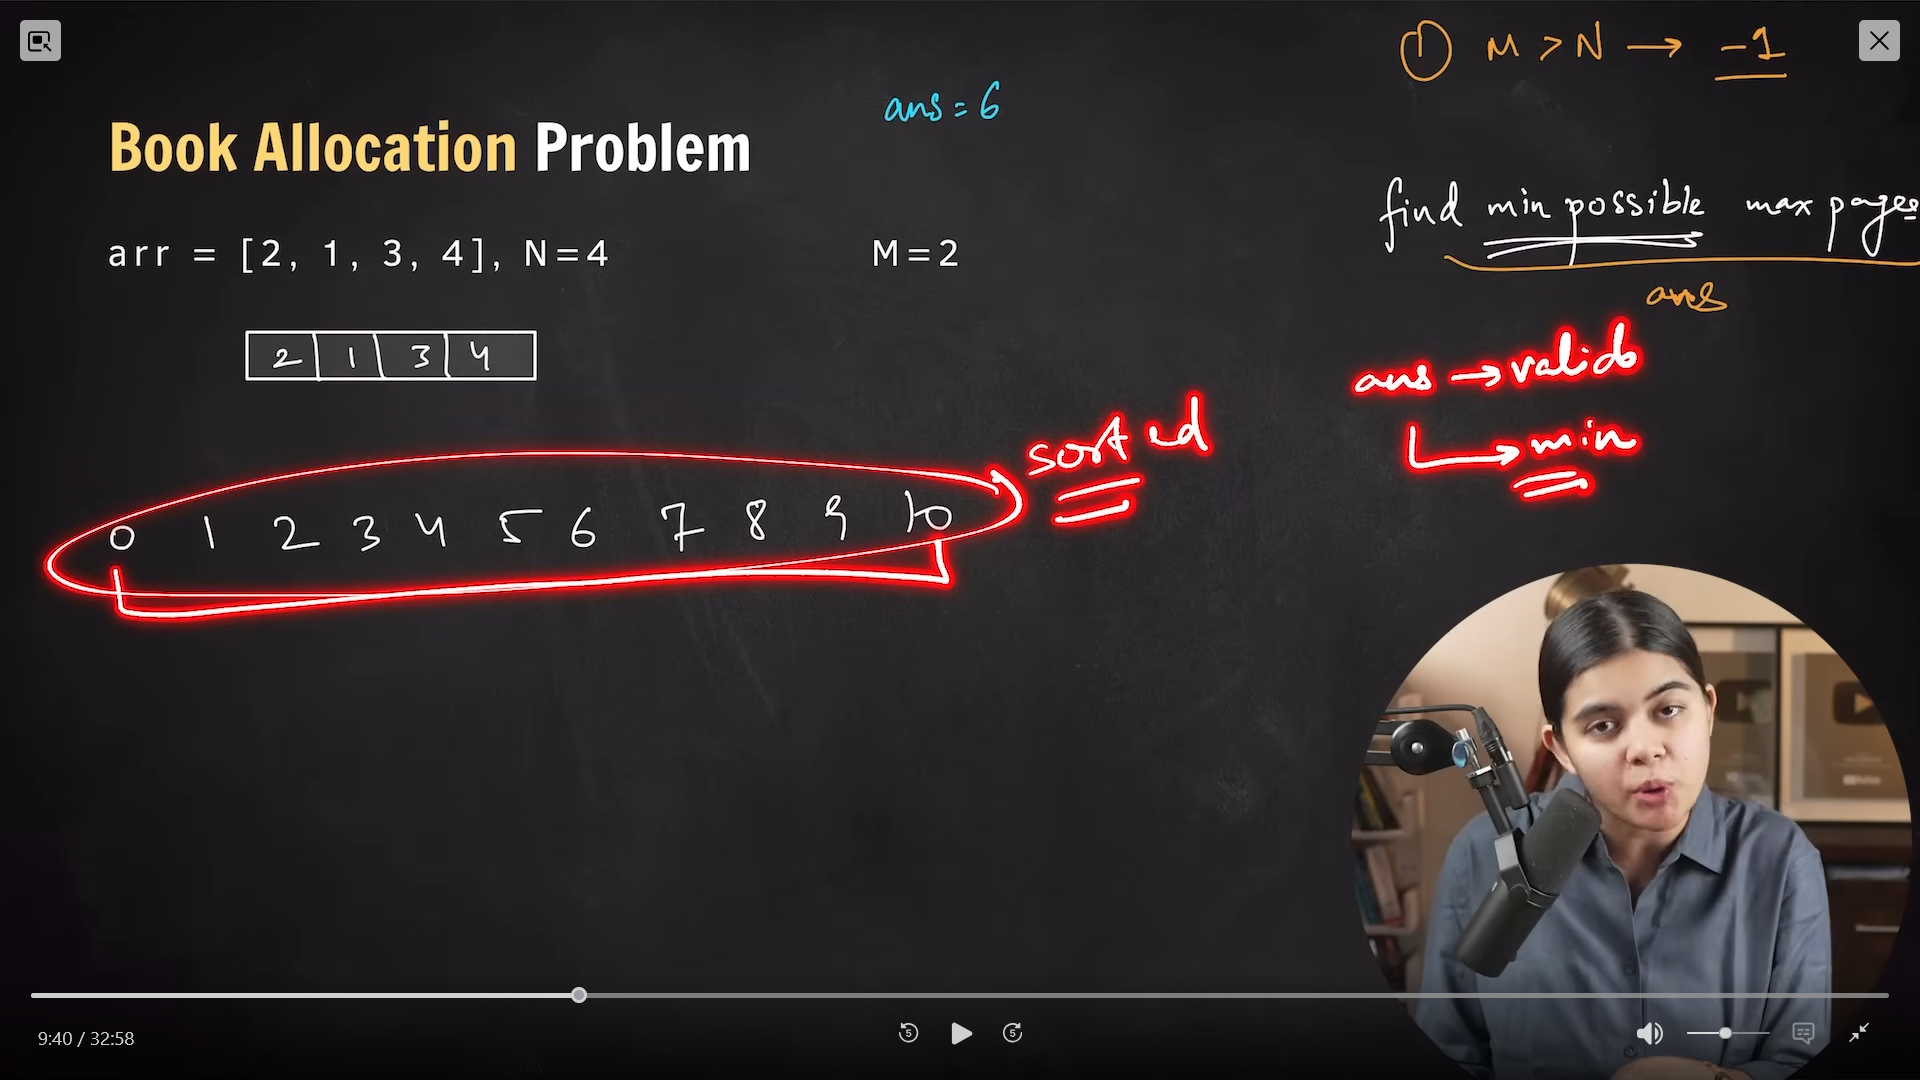 ① M > N → -1
ans = 6
Book Allocation Problem
find min possible max pages
arr = [2, 1, 3, 4], N=4 M=2
ans
2 1 3 4
ans → valid
→ min
sorted
0 1 2 3 4 5 6 7 8 9 10
9:40 / 32:58
5 5